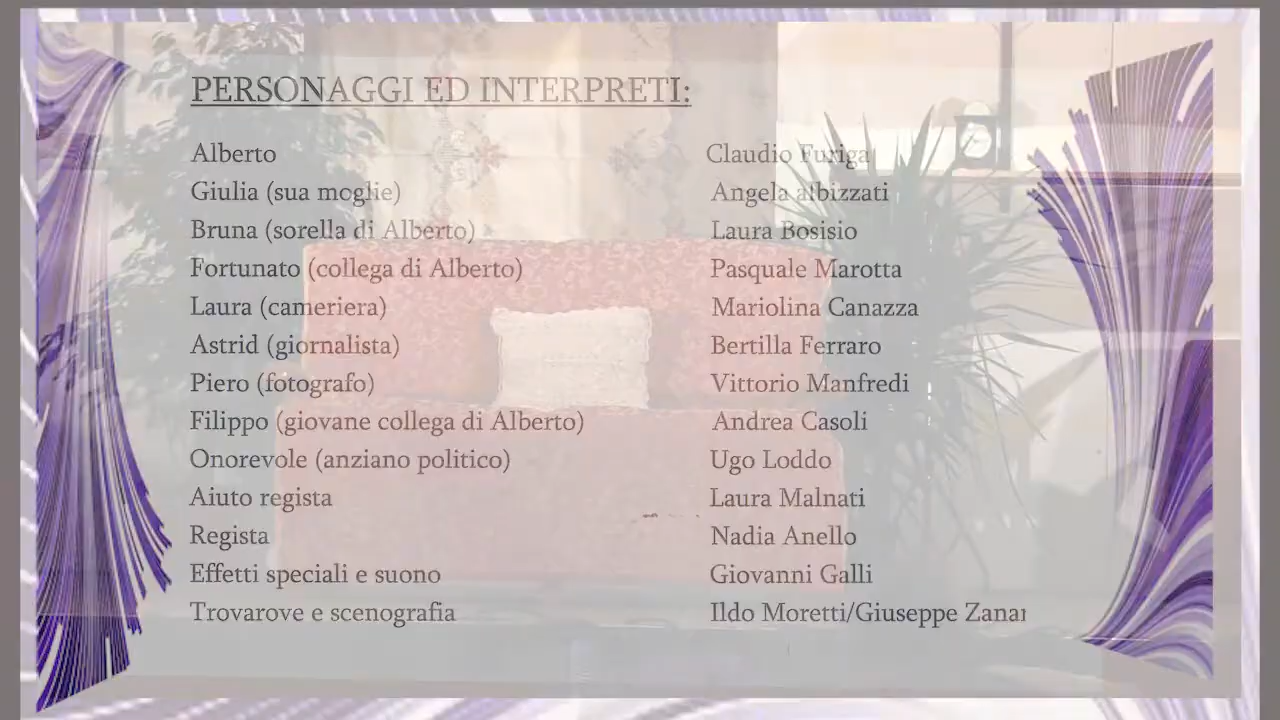 PERSONAGGI ED INTERPRETI:
Alberto Claudio Furiga
Giulia (sua moglie) Angela albizzati
Bruna (sorella di Alberto) Laura Bosisio
Fortunato (collega di Alberto) Pasquale Marotta
Laura (cameriera) Mariolina Canazza
Astrid (giornalista) Bertilla Ferraro
Piero (fotografo) Vittorio Manfredi
Filippo (giovane collega di Alberto) Andrea Casoli
Onorevole (anziano politico) Ugo Loddo
Aiuto regista Laura Malnati
Regista Nadia Anello
Effetti speciali e suono Giovanni Galli
Trovarove e scenografia Ildo Moretti/Giuseppe